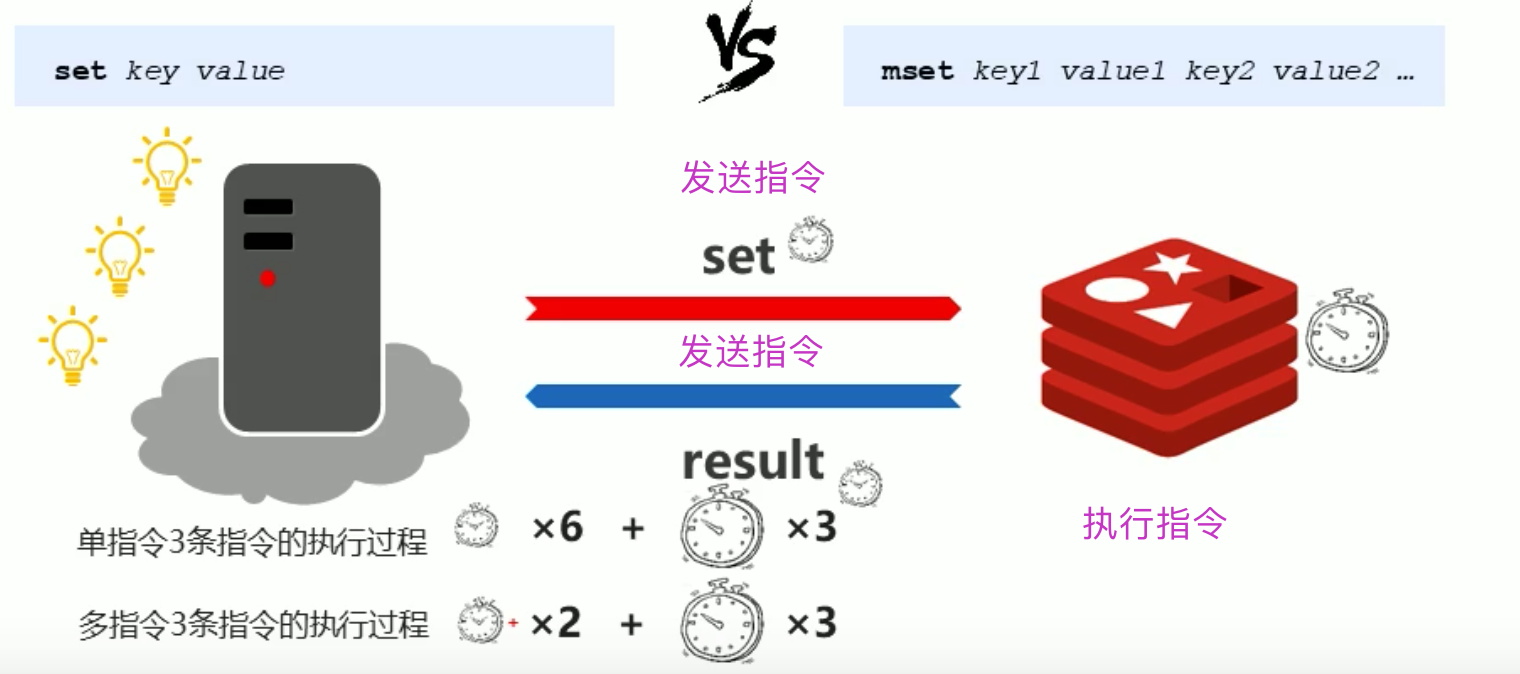 set key value
VS
mset key1 value1 key2 value2 …
发送指令
set
发送指令
result
执行指令
单指令3条指令的执行过程 ×6 + ×3
多指令3条指令的执行过程 + ×2 + ×3